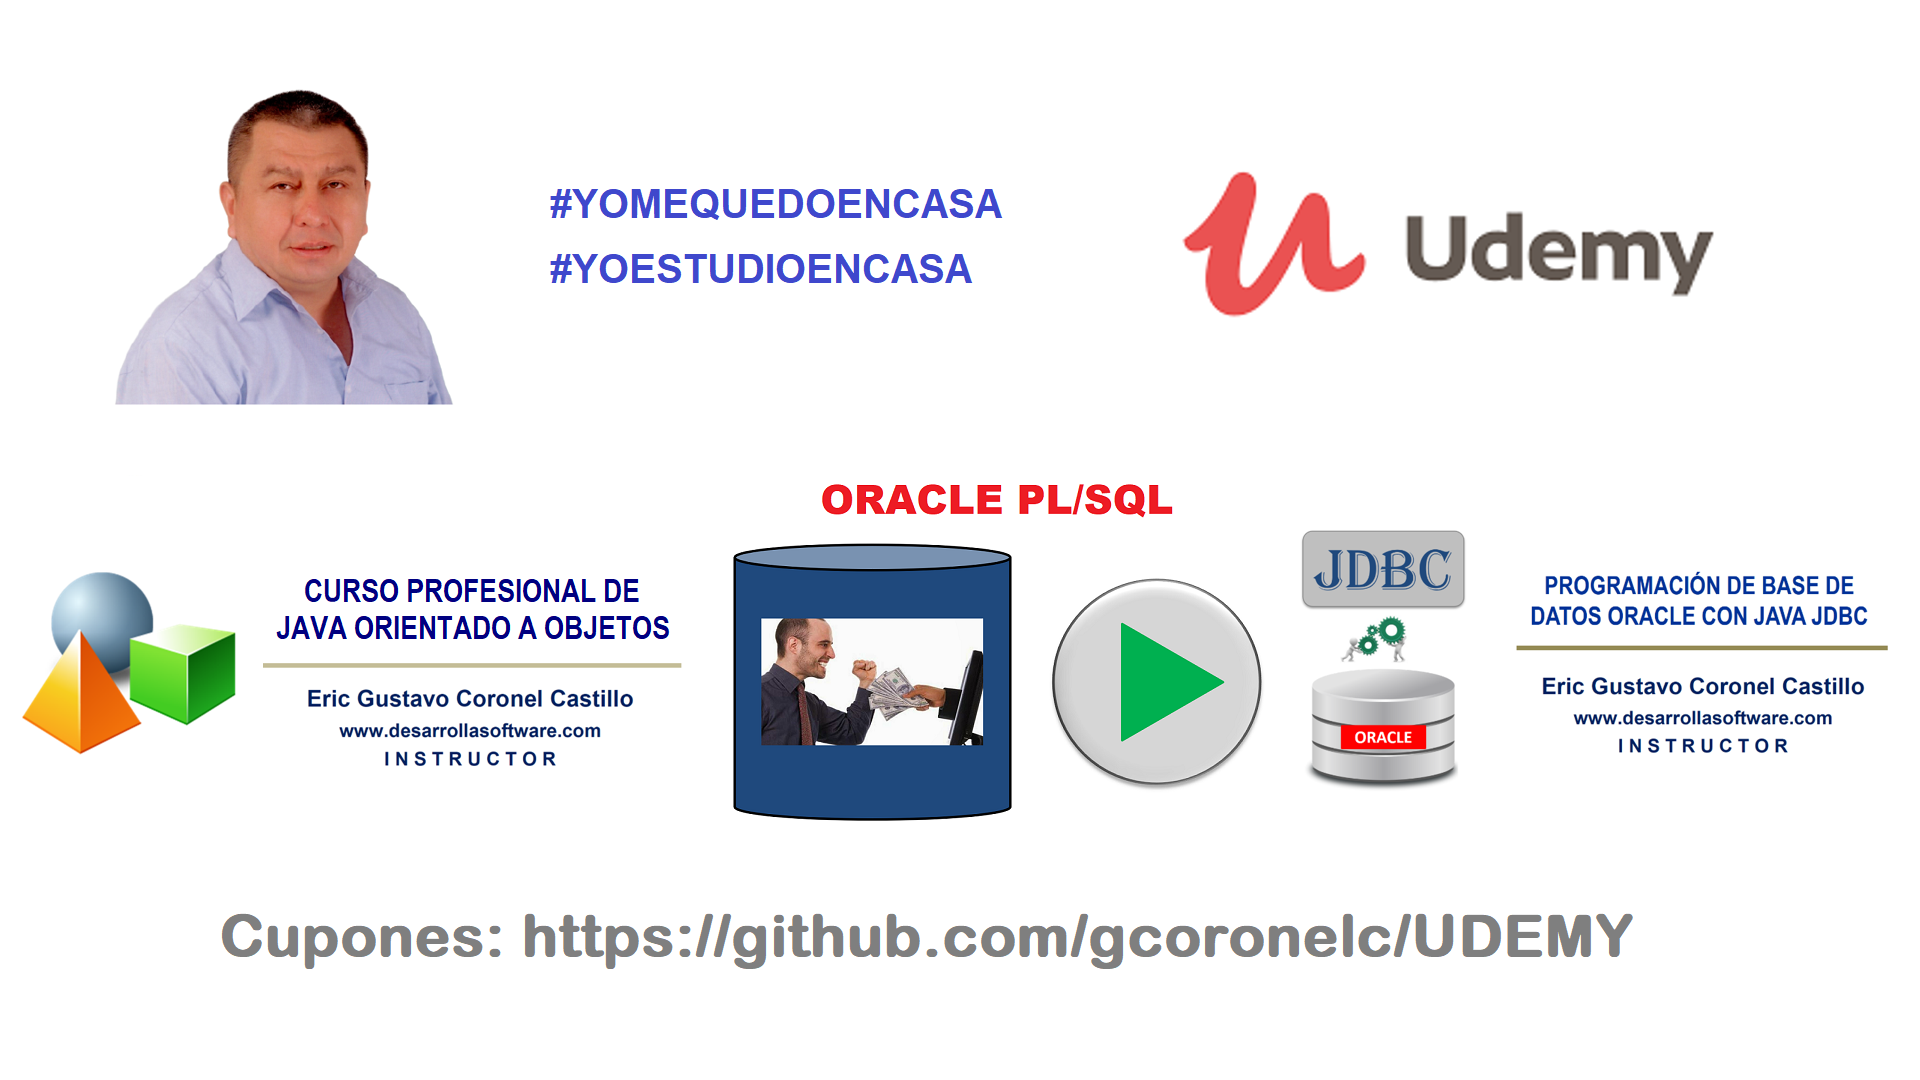 #YOMEQUEDOENCASA
#YOESTUDIOENCASA
Udemy
ORACLE PL/SQL
CURSO PROFESIONAL DE
JAVA ORIENTADO A OBJETOS
Eric Gustavo Coronel Castillo
www.desarrollasoftware.com
INSTRUCTOR
JDBC
ORACLE
PROGRAMACIÓN DE BASE DE
DATOS ORACLE CON JAVA JDBC
Eric Gustavo Coronel Castillo
www.desarrollasoftware.com
INSTRUCTOR
Cupones: https://github.com/gcoronelc/UDEMY